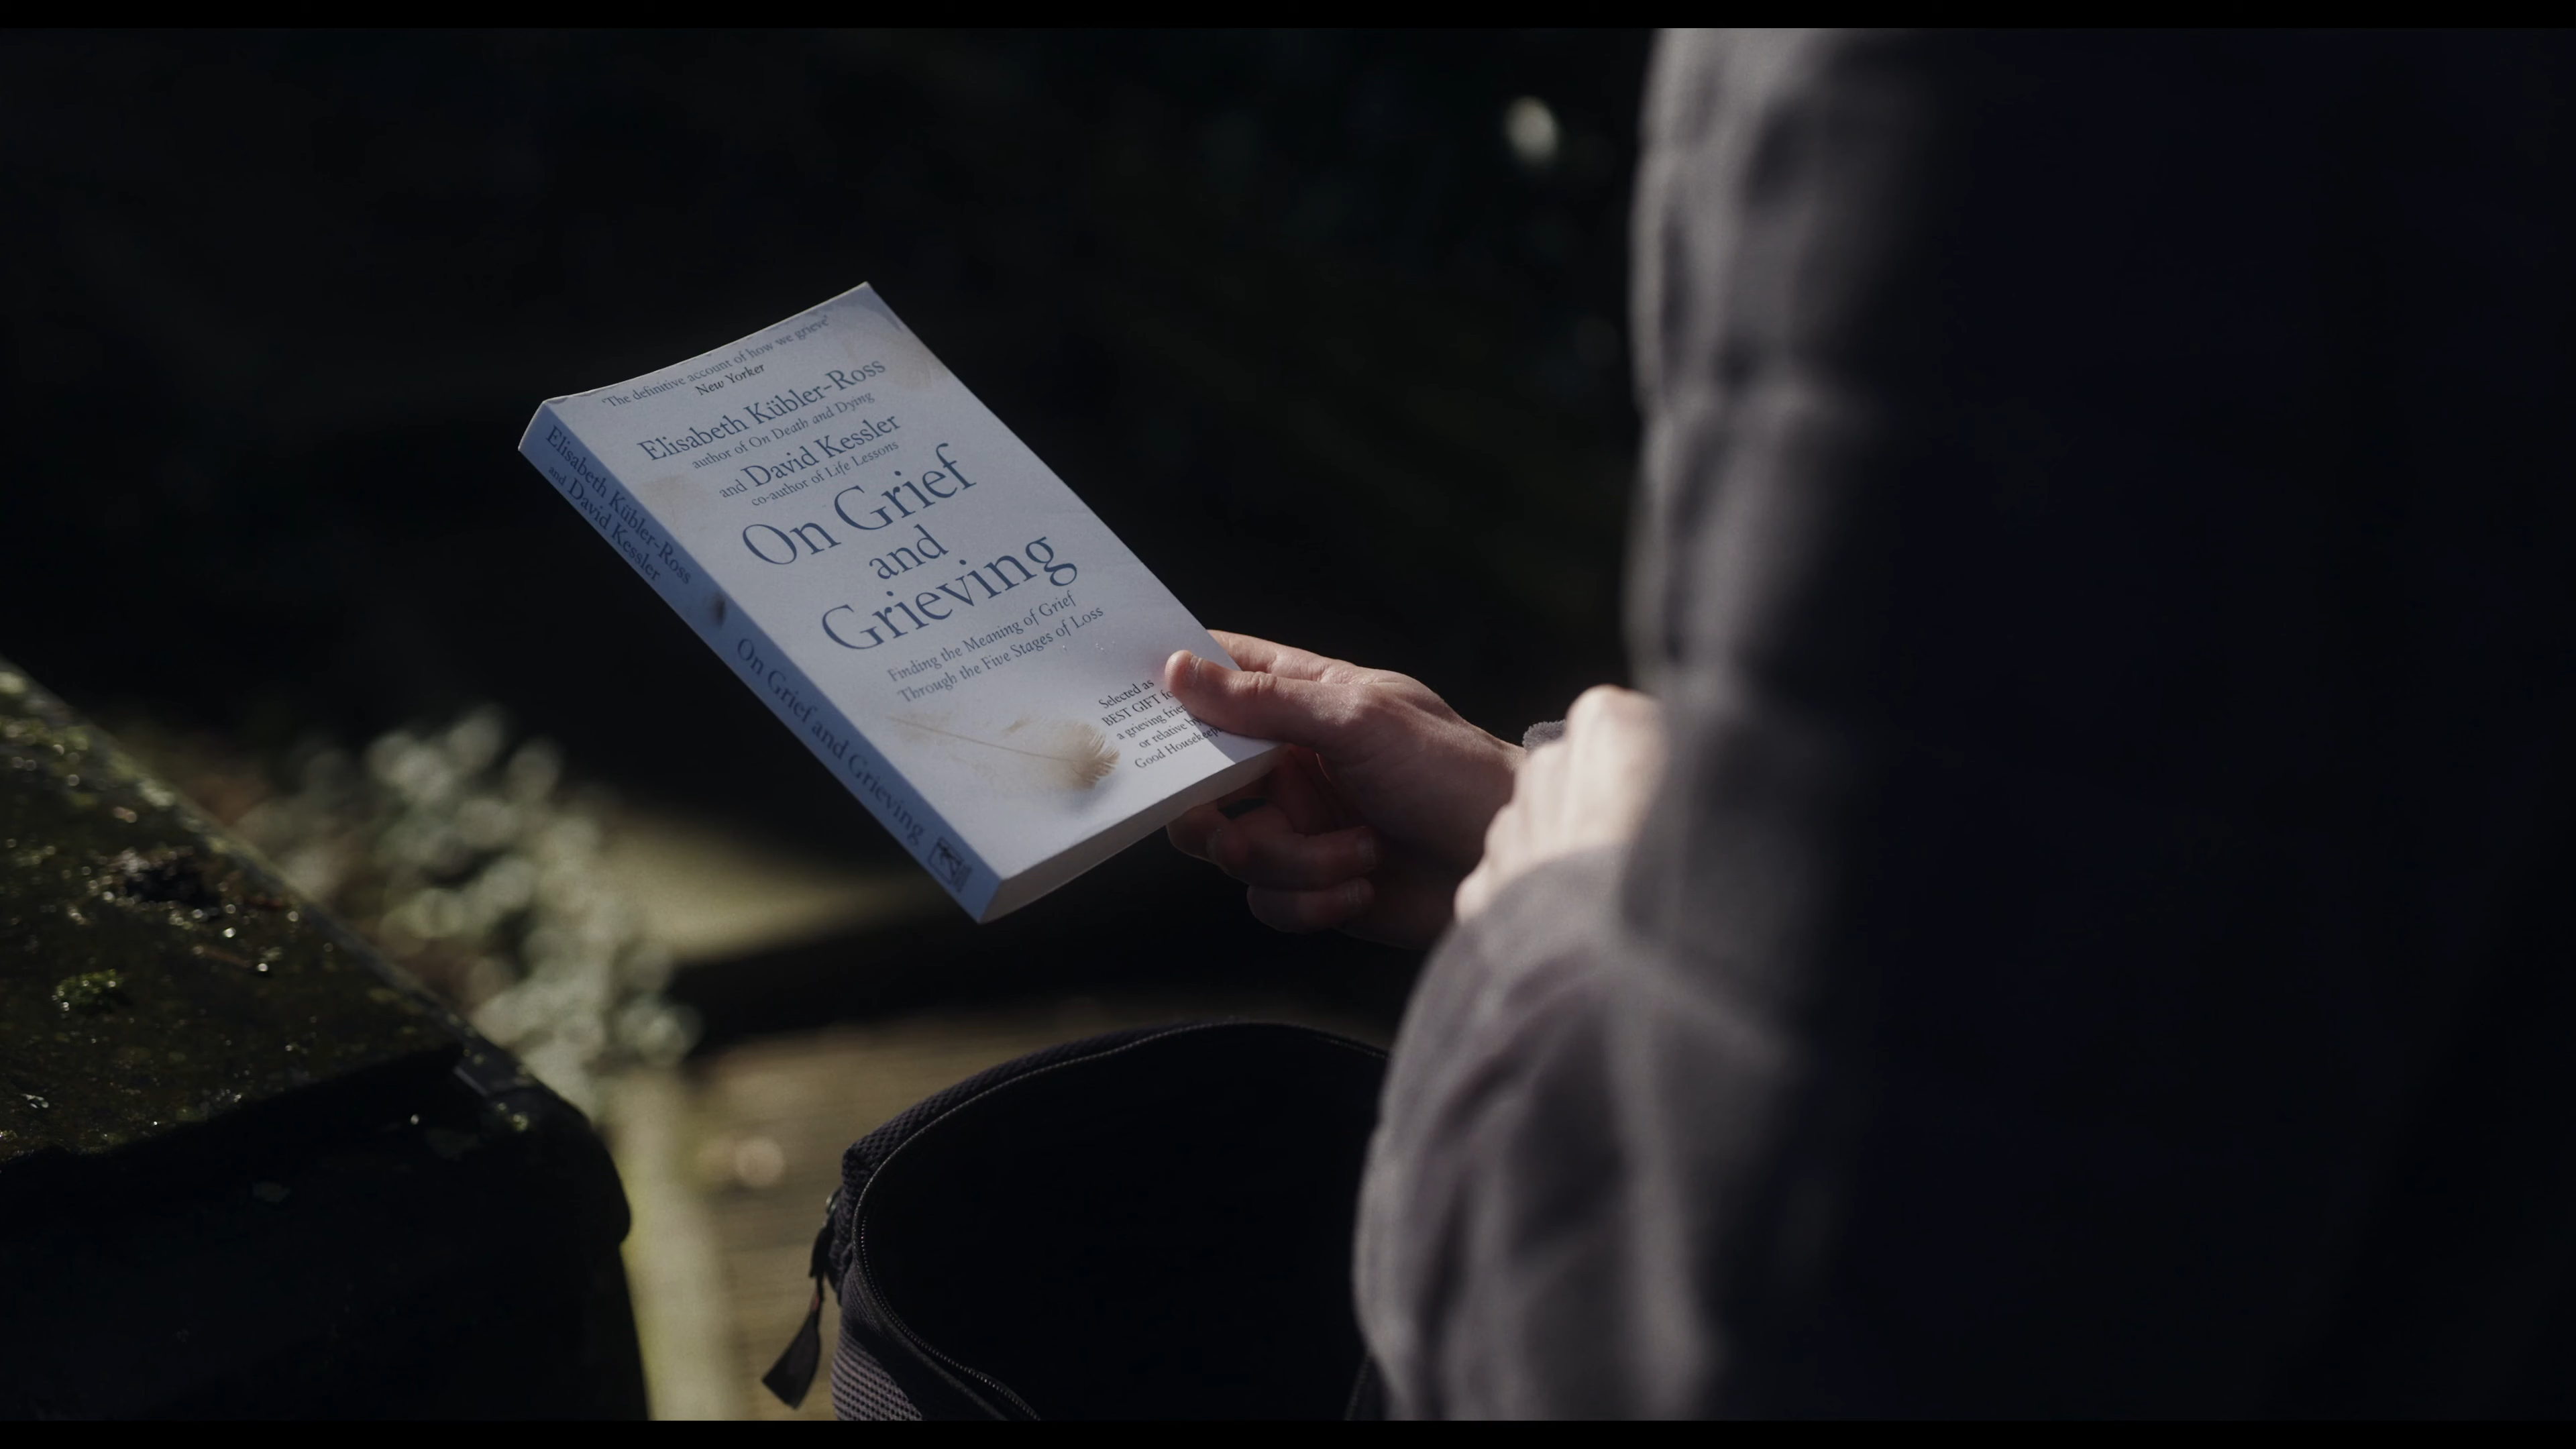 'The definitive account of how we grieve'
New Yorker
Elisabeth Kübler-Ross
author of On Death and Dying
and David Kessler
co-author of Life Lessons
On Grief
and
Grieving
Finding the Meaning of Grief
Through the Five Stages of Loss
Selected as
BEST GIFT
a grieving
or relative
Good
Elisabeth Kübler-Ross
and David Kessler
On Grief and Grieving